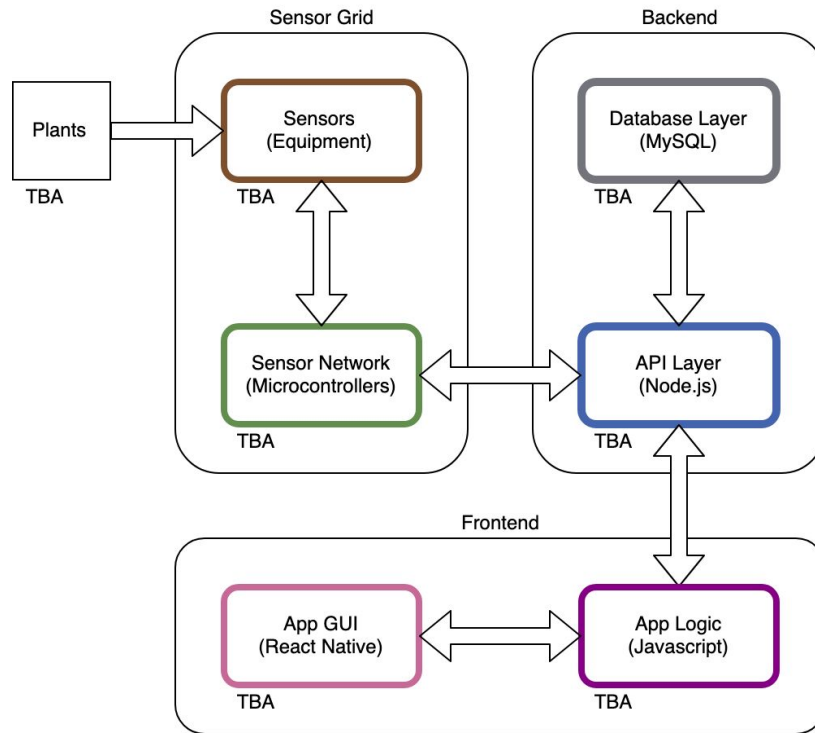 Sensor Grid
Backend
Plants
TBA
Sensors
(Equipment)
TBA
Database Layer
(MySQL)
TBA
Sensor Network
(Microcontrollers)
TBA
API Layer
(Node.js)
TBA
Frontend
App GUI
(React Native)
TBA
App Logic
(Javascript)
TBA